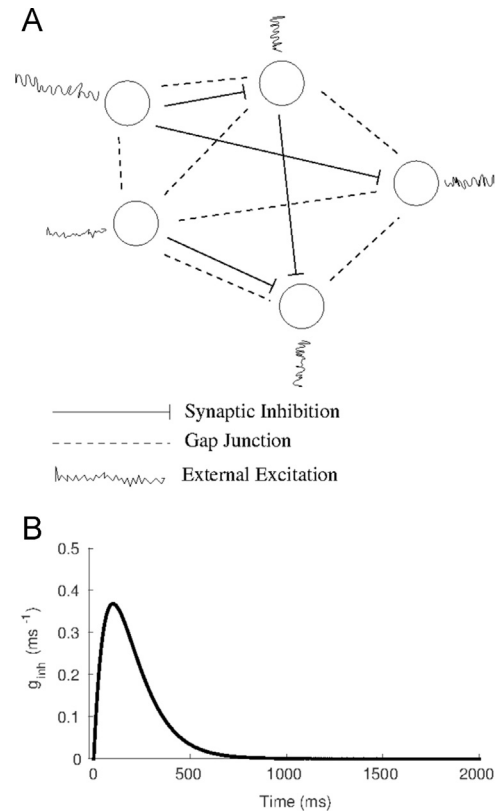 A
Synaptic Inhibition
Gap Junction
External Excitation
B
0.5
0.4
0.3
0.2
0.1
0
g inh (ms -1)
0 500 1000 1500 2000
Time (ms)